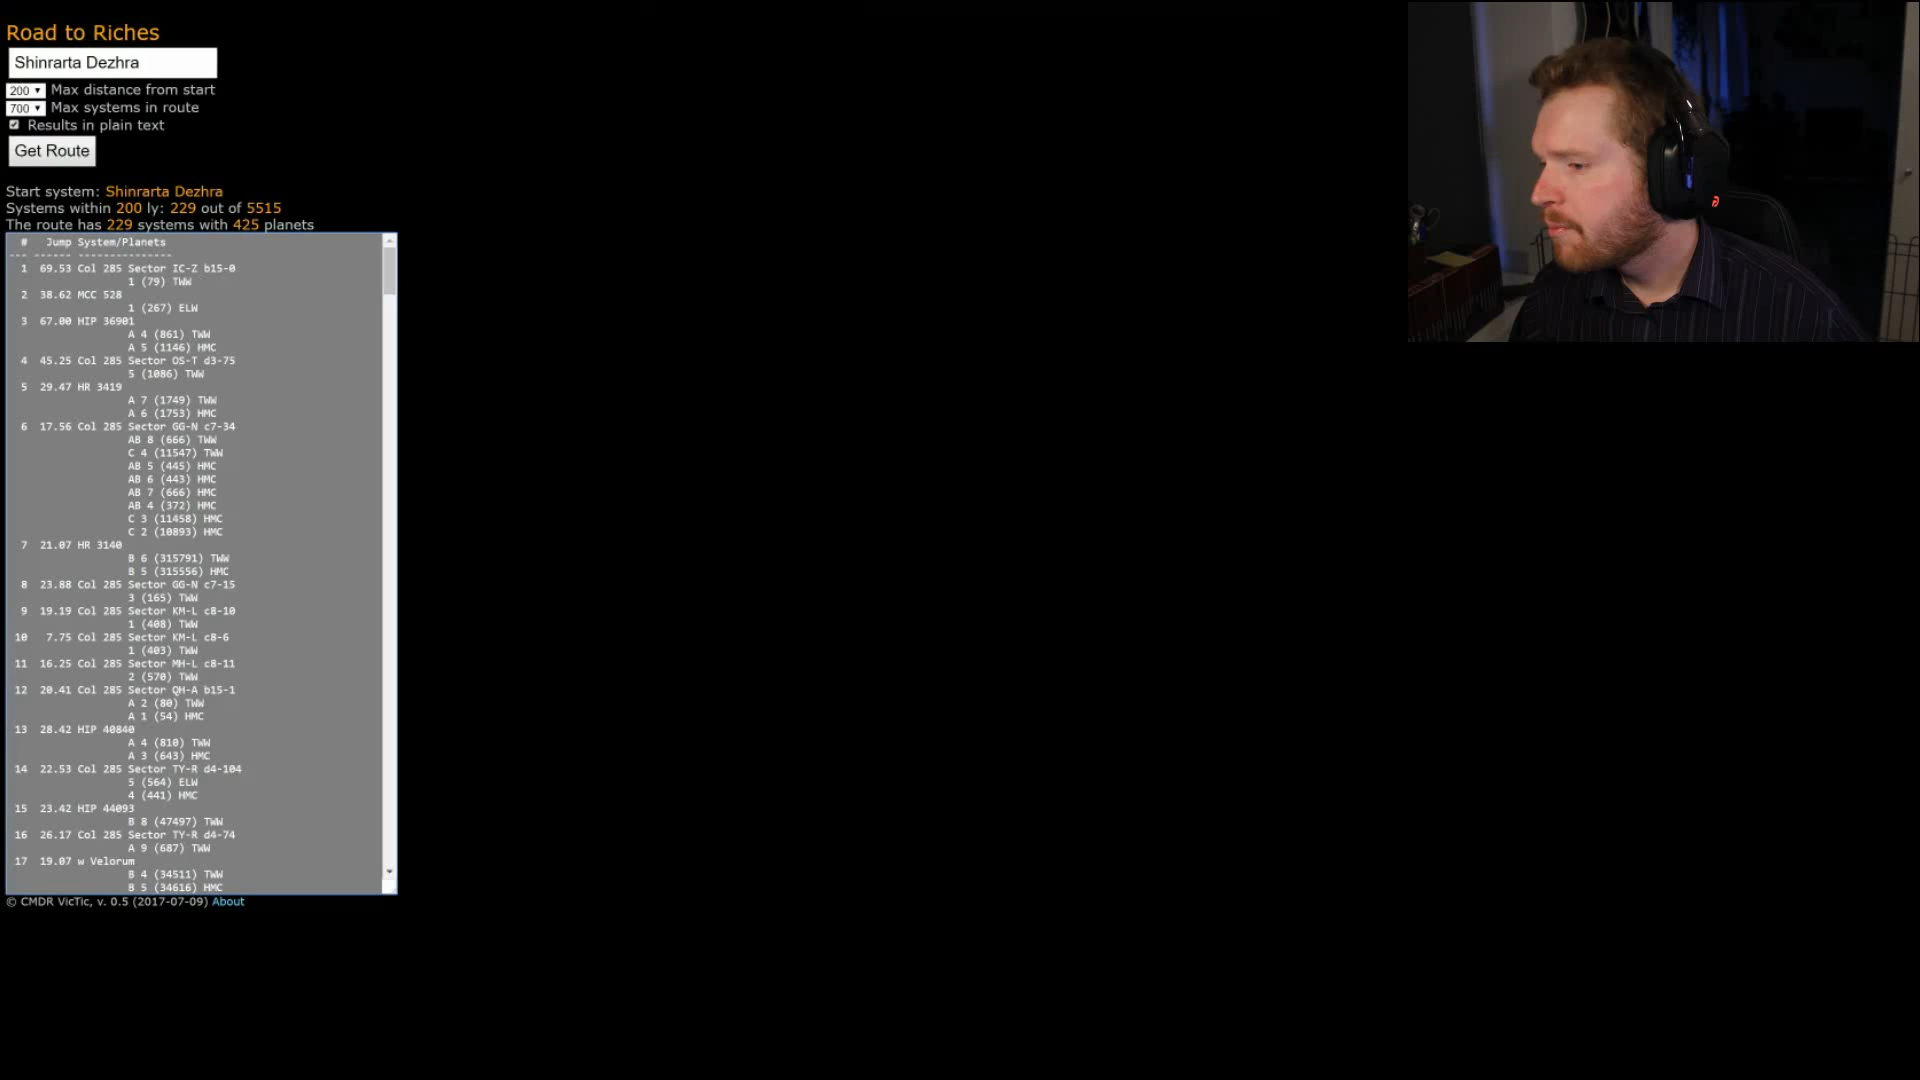 Road to Riches
Shinrarta Dezhra
200 Max distance from start
700 Max systems in route
Results in plain text
Get Route
Start system: Shinrarta Dezhra
Systems within 200 ly: 229 out of 5515
The route has 229 systems with 425 planets
# Jump System/Planets
--- ------ ---------------
1 69.53 Col 285 Sector IC-Z b15-0
1 (79) TWW
2 38.62 MCC 528
1 (267) ELW
3 67.00 HIP 36901
A 4 (861) TWW
A 5 (1146) HMC
4 45.25 Col 285 Sector OS-T d3-75
5 (1086) TWW
5 29.47 HR 3419
A 7 (1749) TWW
A 6 (1753) HMC
6 17.56 Col 285 Sector GG-N c7-34
AB 8 (666) TWW
C 4 (11547) TWW
AB 5 (445) HMC
AB 6 (443) HMC
AB 7 (666) HMC
AB 4 (372) HMC
C 3 (11458) HMC
C 2 (10893) HMC
7 21.07 HR 3140
B 6 (315791) TWW
B 5 (315556) HMC
8 23.88 Col 285 Sector GG-N c7-15
3 (165) TWW
9 19.19 Col 285 Sector KM-L c8-10
1 (408) TWW
10 7.75 Col 285 Sector KM-L c8-6
1 (403) TWW
11 16.25 Col 285 Sector MH-L c8-11
2 (570) TWW
12 20.41 Col 285 Sector QH-A b15-1
A 2 (80) TWW
A 1 (54) HMC
13 28.42 HIP 40840
A 4 (810) TWW
A 3 (643) HMC
14 22.53 Col 285 Sector TY-R d4-104
5 (564) ELW
4 (441) HMC
15 23.42 HIP 44093
B 8 (47497) TWW
16 26.17 Col 285 Sector TY-R d4-74
A 9 (687) TWW
17 19.07 w Velorum
B 4 (34511) TWW
B 5 (34616) HMC
© CMDR VicTic, v. 0.5 (2017-07-09) About